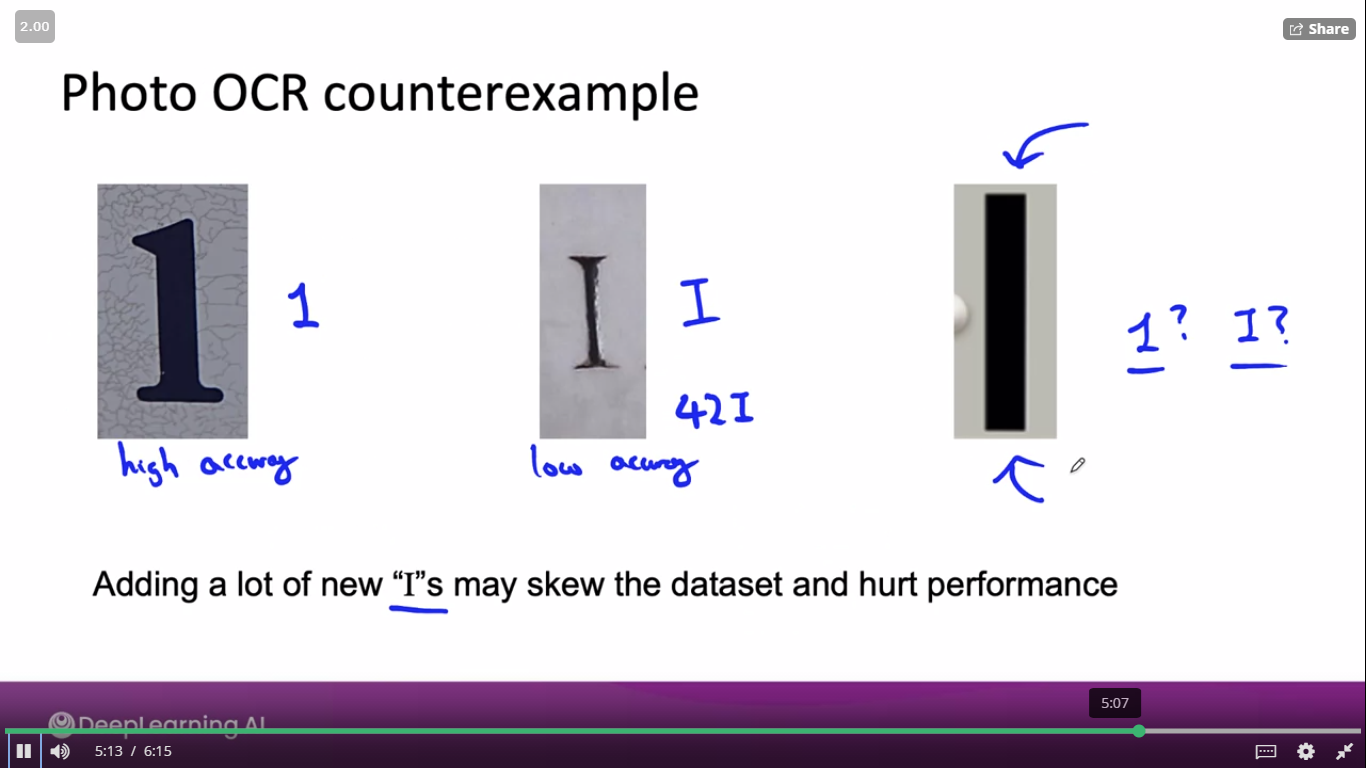 2.00
Share
Photo OCR counterexample
1
1
I
I
42I
1? I?
high accuracy
low accuracy
Adding a lot of new “I”s may skew the dataset and hurt performance
DeepLearning.AI
5:07
5:13 / 6:15